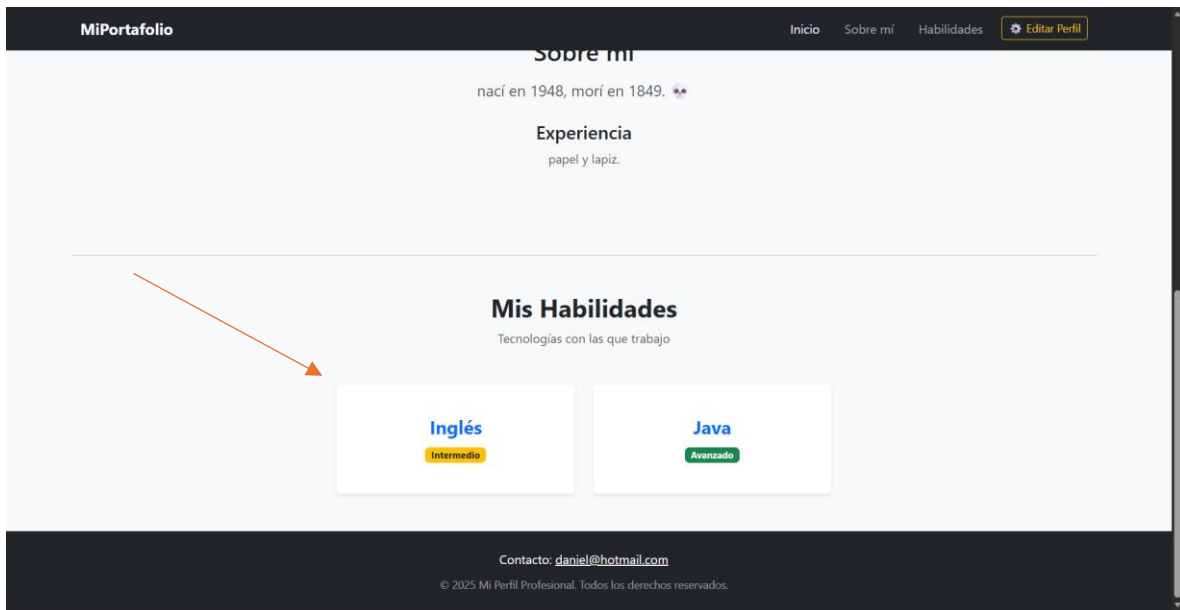 MiPortafolio Inicio Sobre mí Habilidades Editar Perfil
Sobre mí
nací en 1948, morí en 1849. 💀
Experiencia
papel y lapiz.
Mis Habilidades
Tecnologías con las que trabajo
Inglés
Intermedio
Java
Avanzado
Contacto: daniel@hotmail.com
© 2025 Mi Perfil Profesional. Todos los derechos reservados.